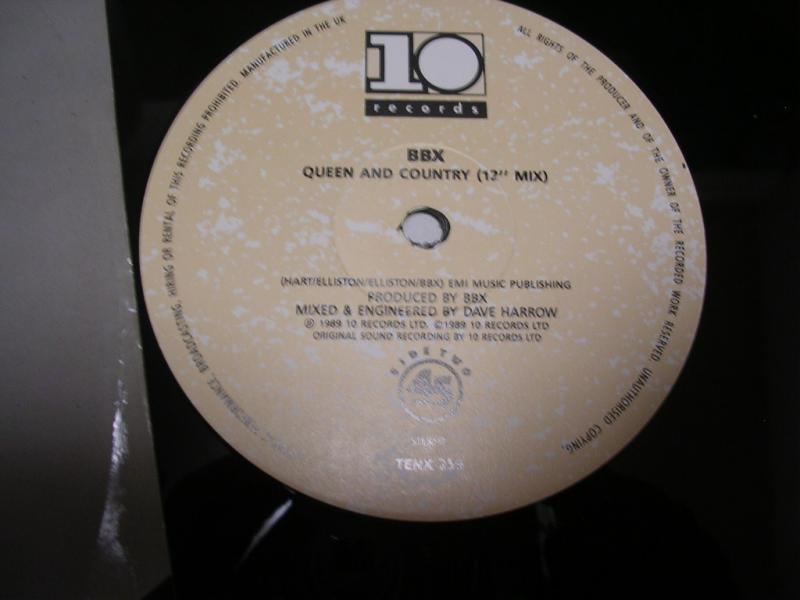 10
records
BBX
QUEEN AND COUNTRY (12'' MIX)
(HART/ELLISTON/ELLISTON/BBX) EMI MUSIC PUBLISHING
PRODUCED BY BBX
MIXED & ENGINEERED BY DAVE HARROW
℗ 1989 10 RECORDS LTD. ©1989 10 RECORDS LTD
ORIGINAL SOUND RECORDING BY 10 RECORDS LTD
SIDE TWO
STEREO
TENX
ALL RIGHTS OF THE PRODUCER AND OF THE OWNER OF THE RECORDED WORK RESERVED. UNAUTHORISED COPYING,
PERFORMANCE, BROADCASTING, HIRING OR RENTAL OF THIS RECORDING PROHIBITED. MANUFACTURED IN THE UK